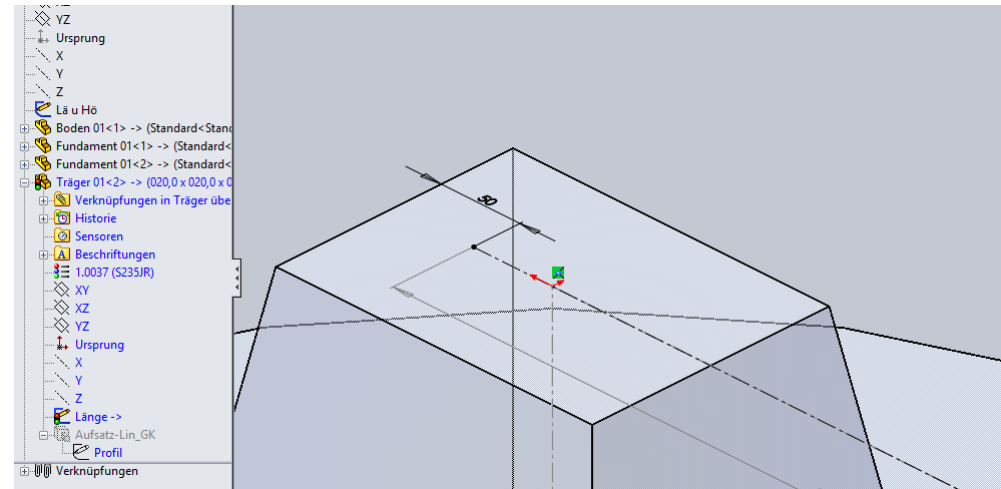 YZ
Ursprung
X
Y
Z
Lä u Hö
Boden 01<1> -> (Standard<Stand
Fundament 01<1> -> (Standard<
Fundament 01<2> -> (Standard<
Träger 01<2> -> (020,0 x 020,0 x 0
Verknüpfungen in Träger übe
Historie
Sensoren
Beschriftungen
1.0037 (S235JR)
XY
XZ
YZ
Ursprung
X
Y
Z
Länge ->
Aufsatz-Lin_GK
Profil
Verknüpfungen
50